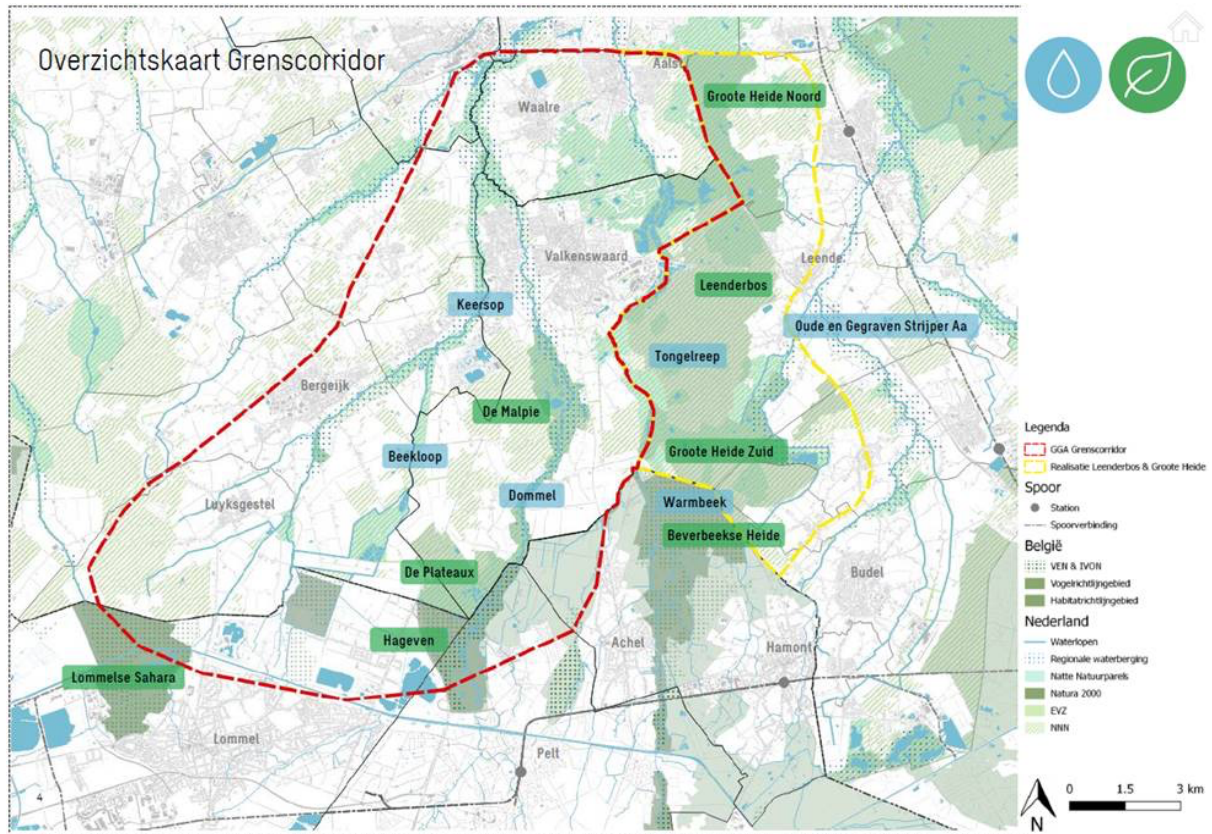 Overzichtskaart Grenscorridor
Aalst
Groote Heide Noord
Waalre
Valkenswaard
Leende
Leenderbos
Keersop
Oude en Gegraven Strijper Aa
Tongelreep
Bergeijk
De Malpie
Beekloop
Groote Heide Zuid
Luyksgestel
Dommel
Warmbeek
Beverbeekse Heide
De Plateaux
Budel
Hageven
Achel
Hamont
Lommelse Sahara
Lommel
Pelt
4
Legenda
GGA Grenscorridor
Realisatie Leenderbos & Groote Heide
Spoor
Station
Spoorverbinding
België
VEN & IVON
Vogelrichtlijngebied
Habitatrichtlijngebied
Nederland
Waterlopen
Regionale waterberging
Natte Natuurparels
Natura 2000
EVZ
NNN
N
0 1.5 3 km